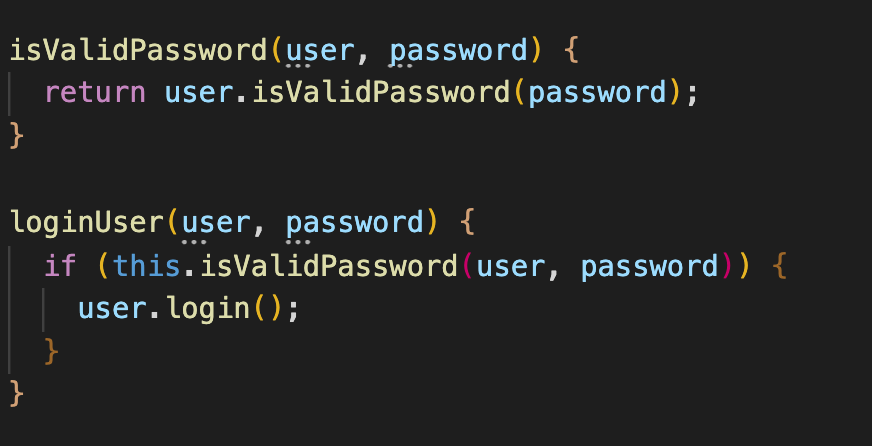 isValidPassword(user, password) {
  return user.isValidPassword(password);
}

loginUser(user, password) {
  if (this.isValidPassword(user, password)) {
    user.login();
  }
}